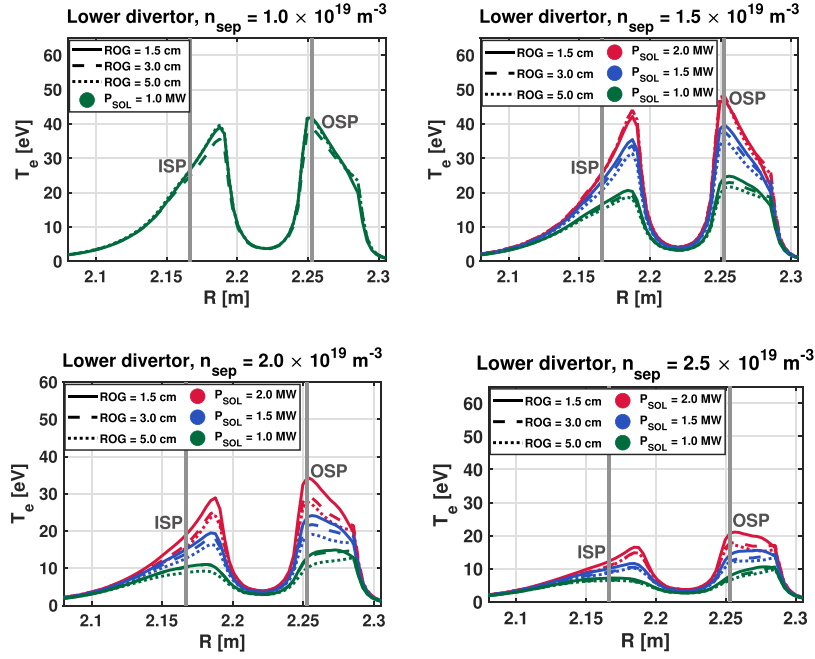 Lower divertor, n_sep = 1.0 × 10^19 m^-3
60
50
40
30
20
10
0
T_e [eV]
ROG = 1.5 cm
ROG = 3.0 cm
ROG = 5.0 cm
P_SOL = 1.0 MW
ISP
OSP
2.1 2.15 2.2 2.25 2.3
R [m]
Lower divertor, n_sep = 1.5 × 10^19 m^-3
60
50
40
30
20
10
0
T_e [eV]
ROG = 1.5 cm P_SOL = 2.0 MW
ROG = 3.0 cm P_SOL = 1.5 MW
ROG = 5.0 cm P_SOL = 1.0 MW
ISP
OSP
2.1 2.15 2.2 2.25 2.3
R [m]
Lower divertor, n_sep = 2.0 × 10^19 m^-3
60
50
40
30
20
10
0
T_e [eV]
ROG = 1.5 cm P_SOL = 2.0 MW
ROG = 3.0 cm P_SOL = 1.5 MW
ROG = 5.0 cm P_SOL = 1.0 MW
ISP
OSP
2.1 2.15 2.2 2.25 2.3
R [m]
Lower divertor, n_sep = 2.5 × 10^19 m^-3
60
50
40
30
20
10
0
T_e [eV]
ROG = 1.5 cm P_SOL = 2.0 MW
ROG = 3.0 cm P_SOL = 1.5 MW
ROG = 5.0 cm P_SOL = 1.0 MW
ISP
OSP
2.1 2.15 2.2 2.25 2.3
R [m]